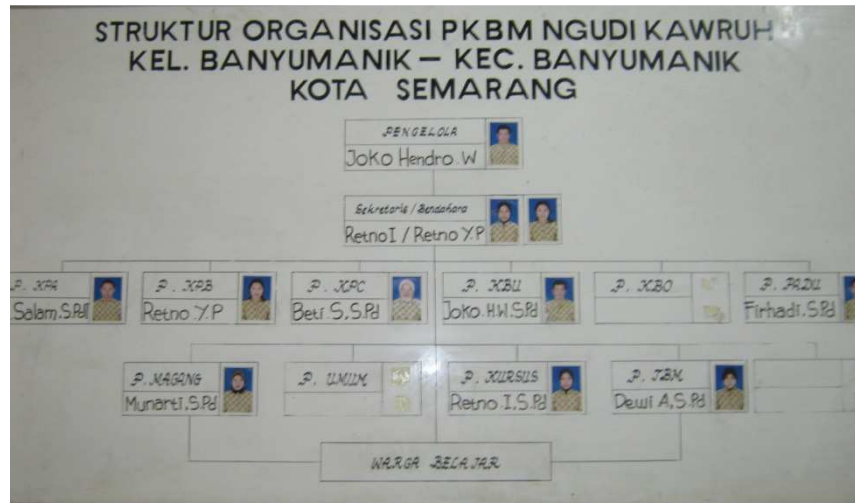 STRUKTUR ORGANISASI PKBM NGUDI KAWRUH
KEL. BANYUMANIK — KEC. BANYUMANIK
KOTA SEMARANG
PENGELOLA
Joko Hendro. W
Sekretaris / Bendahara
Retno I / Retno Y.P
P. KPA
Salam, S.Pd
P. KPB
Retno Y.P
P. KPC
Beti S, S.Pd
P. KBU
Joko. H.W. S.Pd
P. KBO
P. PADU
Firhadi. S.Pd
P. MAGANG
Munarti, S.Pd
P. UMUM
P. KURSUS
Retno. I, S.Pd
P. TBM
Dewi A, S.Pd
WARGA BELAJAR